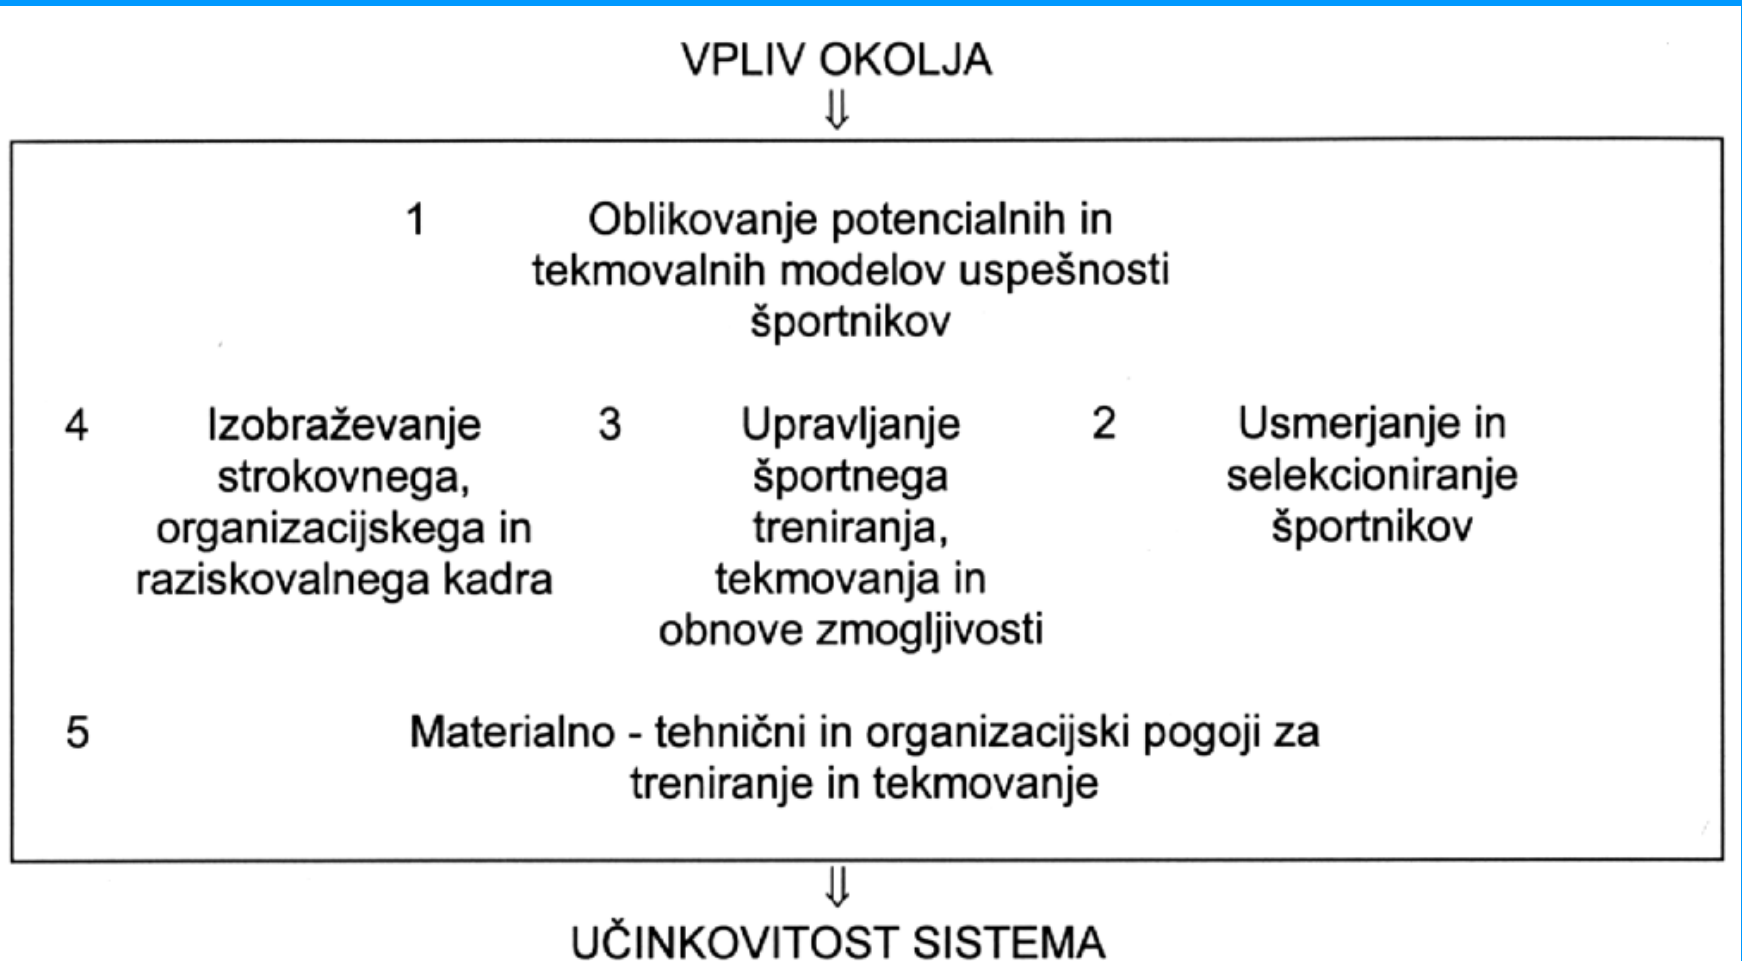 VPLIV OKOLJA
⇓
1 Oblikovanje potencialnih in
tekmovalnih modelov uspešnosti
športnikov
4 Izobraževanje
strokovnega,
organizacijskega in
raziskovalnega kadra
3 Upravljanje
športnega
treniranja,
tekmovanja in
obnove zmogljivosti
2 Usmerjanje in
selekcioniranje
športnikov
5 Materialno - tehnični in organizacijski pogoji za
treniranje in tekmovanje
⇓
UČINKOVITOST SISTEMA